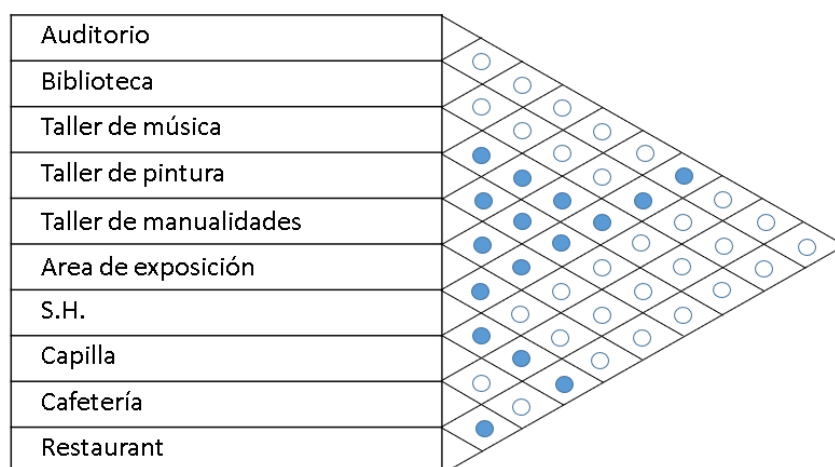 Auditorio
Biblioteca
Taller de música
Taller de pintura
Taller de manualidades
Area de exposición
S.H.
Capilla
Cafetería
Restaurant